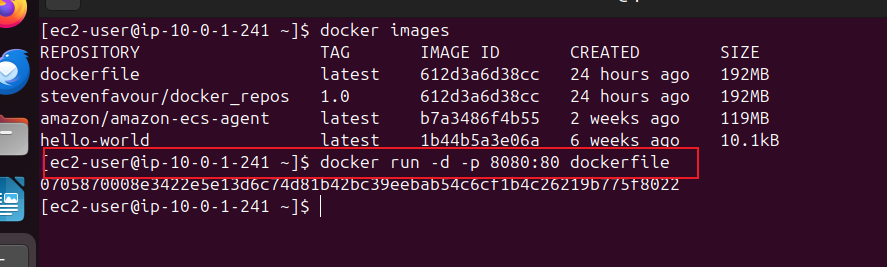 [ec2-user@ip-10-0-1-241 ~]$ docker images
REPOSITORY TAG IMAGE ID CREATED SIZE
dockerfile latest 612d3a6d38cc 24 hours ago 192MB
stevenfavour/docker_repos 1.0 612d3a6d38cc 24 hours ago 192MB
amazon/amazon-ecs-agent latest b7a3486f4b55 2 weeks ago 119MB
hello-world latest 1b44b5a3e06a 6 weeks ago 10.1kB
[ec2-user@ip-10-0-1-241 ~]$ docker run -d -p 8080:80 dockerfile
0705870008e3422e5e13d6c74d81b42bc39eebab54c6cf1b4c26219b775f8022
[ec2-user@ip-10-0-1-241 ~]$